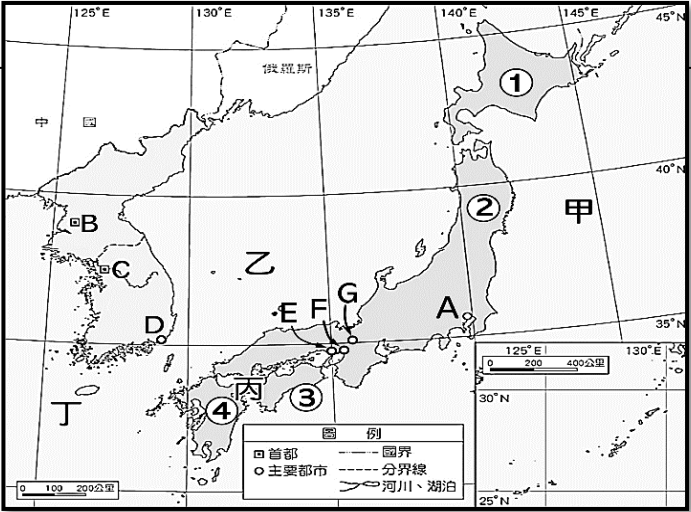 125°E 130°E 135°E 140°E 145°E
45°N
俄羅斯
①
中 國
40°N
②
甲
B
乙
C
G
E F
A
D
35°N
丙
③
④
丁
125°E 130°E
0 200 400公里
30°N
25°N
圖 例
首都 國界
主要都市 分界線
河川、湖泊
0 100 200公里